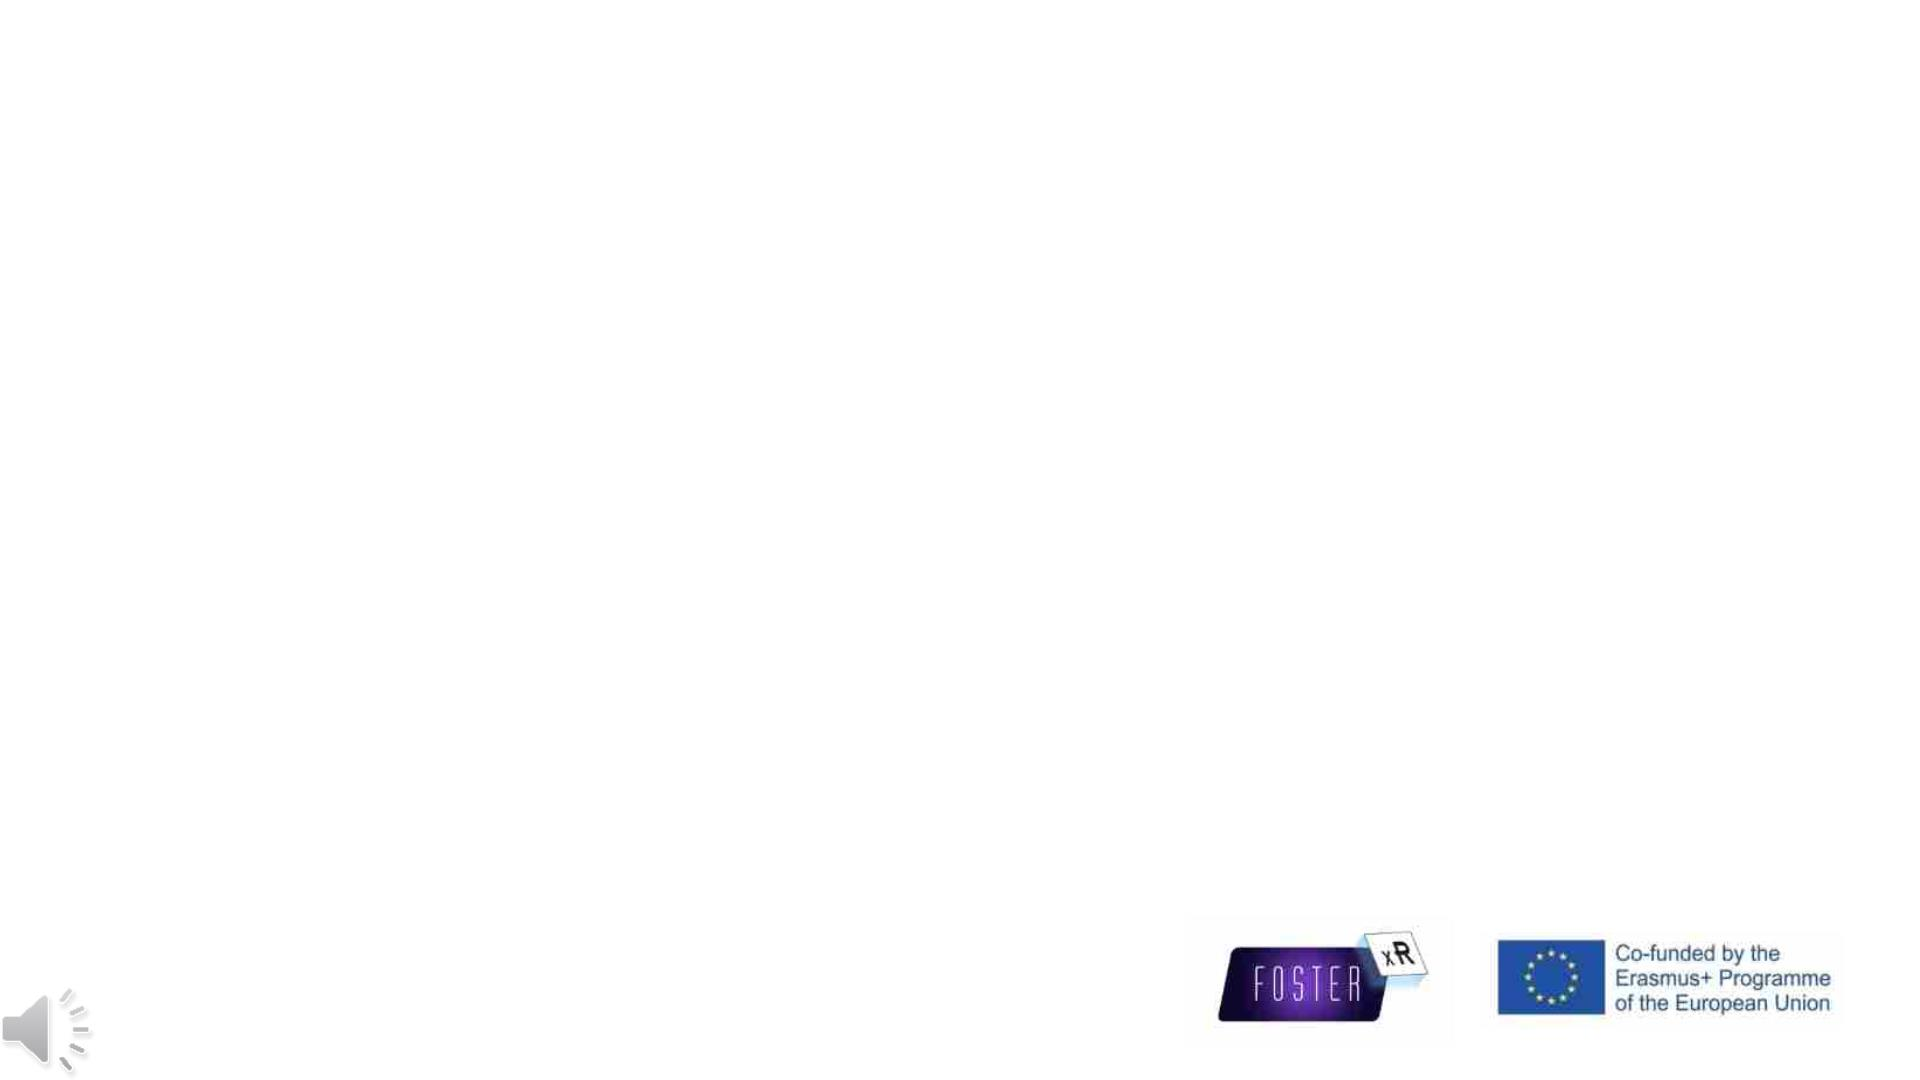 FOSTER
xR
Co-funded by the
Erasmus+ Programme
of the European Union